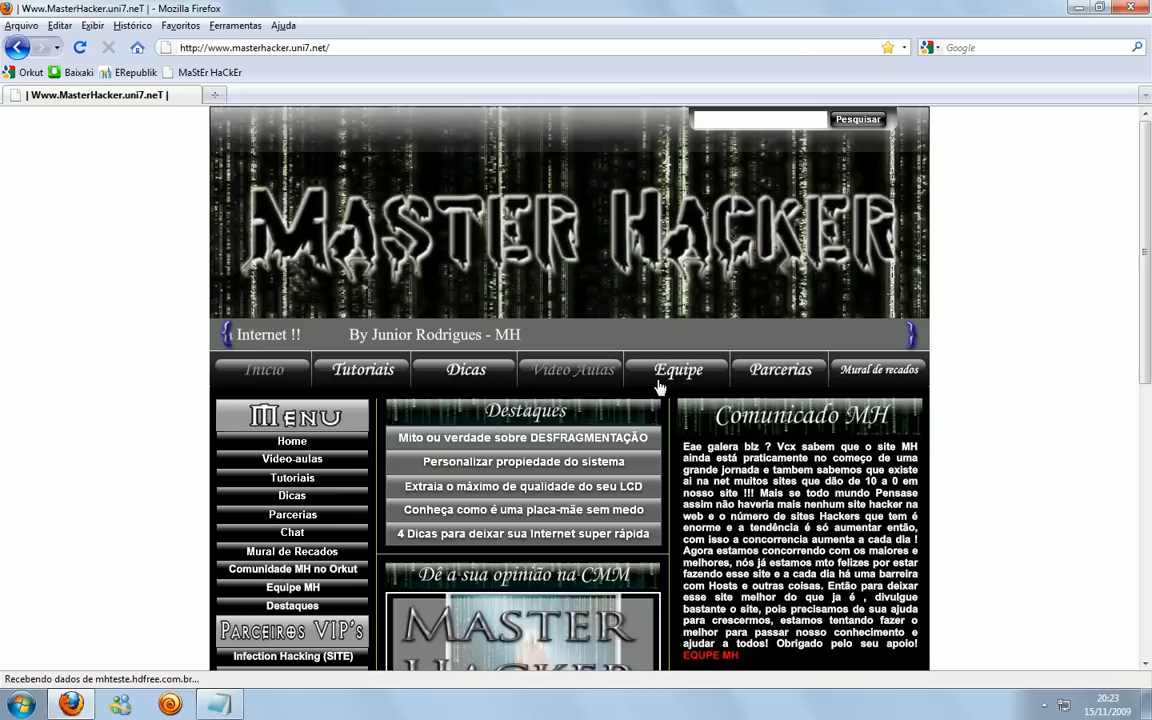 | Www.MasterHacker.uni7.neT | - Mozilla Firefox
Arquivo Editar Exibir Histórico Favoritos Ferramentas Ajuda
http://www.masterhacker.uni7.net/
Google
Orkut Baixaki ERepublik MaStEr HaCkEr
| Www.MasterHacker.uni7.neT |
Pesquisar
MASTER HACKER
Internet !! By Junior Rodrigues - MH
Inicio Tutoriais Dicas Video Aulas Equipe Parcerias Mural de recados
MENU
Home
Video-aulas
Tutoriais
Dicas
Parcerias
Chat
Mural de Recados
Comunidade MH no Orkut
Equipe MH
Destaques
PARCEIROS VIP's
Infection Hacking (SITE)
Destaques
Mito ou verdade sobre DESFRAGMENTAÇÃO
Personalizar propiedade do sistema
Extraia o máximo de qualidade do seu LCD
Conheça como é uma placa-mãe sem medo
4 Dicas para deixar sua Internet super rápida
Dê a sua opinião na CMM
MASTER
HACKER
Comunicado MH
Eae galera blz ? Vcx sabem que o site MH
ainda está praticamente no começo de uma
grande jornada e tambem sabemos que existe
ai na net muitos sites que dão de 10 a 0 em
nosso site !!! Mais se todo mundo Pensase
assim não haveria mais nenhum site hacker na
web e o número de sites Hackers que tem é
enorme e a tendência é só aumentar então,
com isso a concorrencia aumenta a cada dia !
Agora estamos concorrendo com os maiores e
melhores, nós já estamos mto felizes por estar
fazendo esse site e a cada dia há uma barreira
com Hosts e outras coisas. Então para deixar
esse site melhor do que ja é , divulgue
bastante o site, pois precisamos de sua ajuda
para crescermos, estamos tentando fazer o
melhor para passar nosso conhecimento e
ajudar a todos! Obrigado pelo seu apoio!
EQUPE MH
Recebendo dados de mhteste.hdfree.com.br...
20:23
15/11/2009